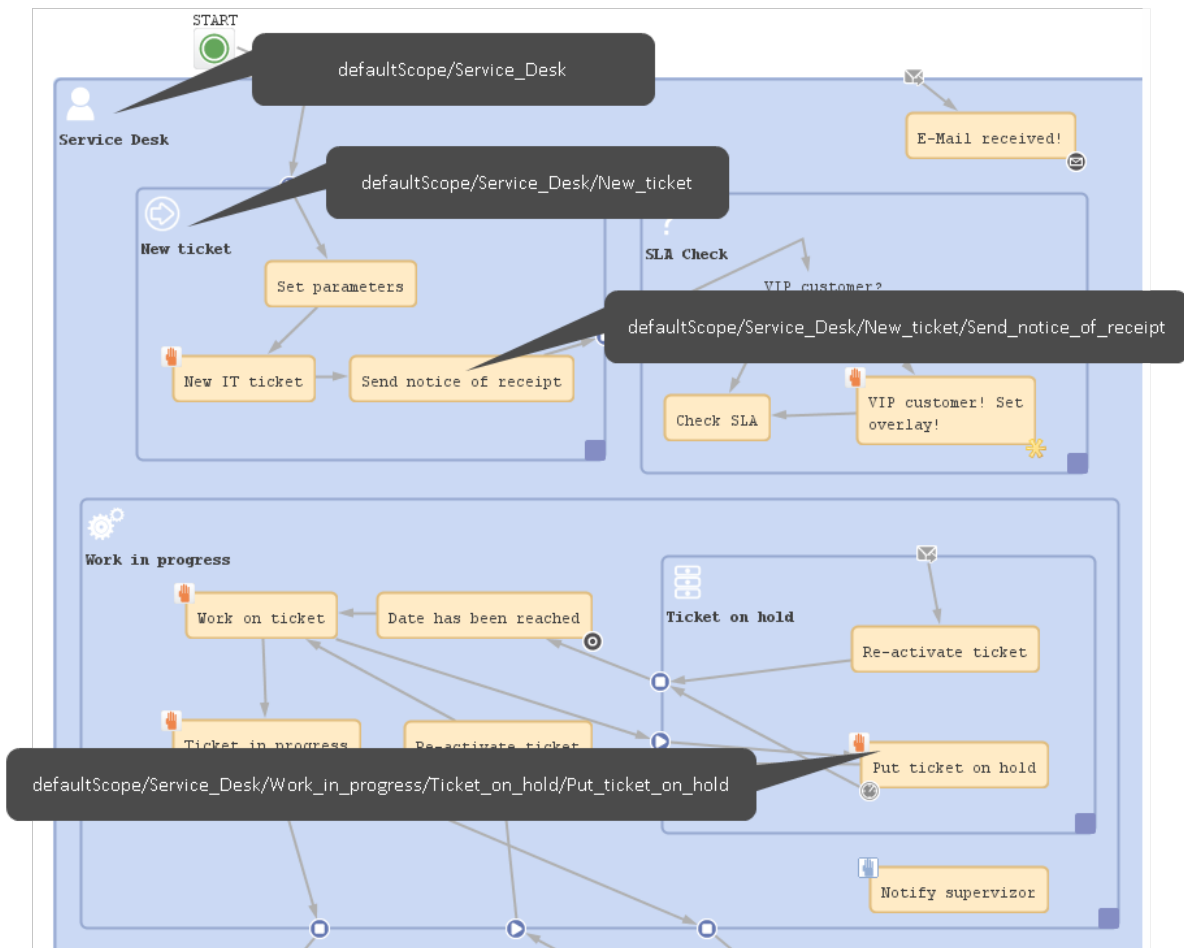 START
defaultScope/Service_Desk
Service Desk
E-Mail received!
defaultScope/Service_Desk/New_ticket
New ticket
SLA Check
Set parameters
VIP customer?
defaultScope/Service_Desk/New_ticket/Send_notice_of_receipt
New IT ticket
Send notice of receipt
Check SLA
VIP customer! Set
overlay!
Work in progress
Work on ticket
Date has been reached
Ticket on hold
Re-activate ticket
Ticket in progress
Re-activate ticket
Put ticket on hold
defaultScope/Service_Desk/Work_in_progress/Ticket_on_hold/Put_ticket_on_hold
Notify supervizor